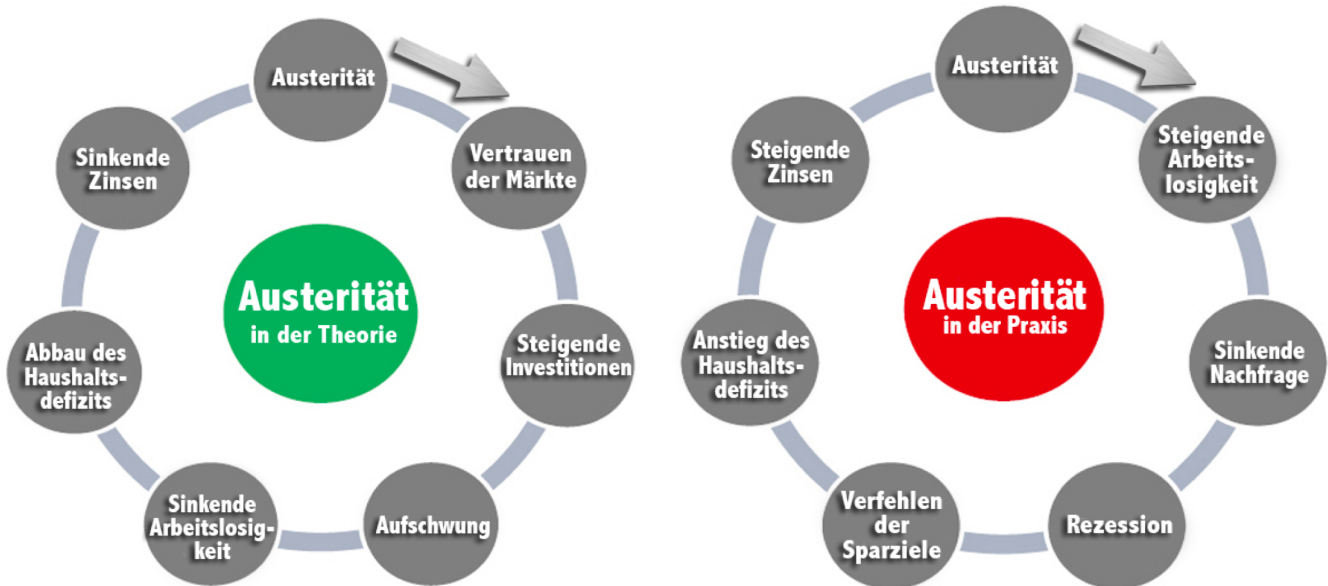 Austerität
Vertrauen
der Märkte
Steigende
Investitionen
Aufschwung
Sinkende
Arbeitslosig-
keit
Abbau des
Haushalts-
defizits
Sinkende
Zinsen
Austerität
in der Theorie
Austerität
Steigende
Arbeits-
losigkeit
Sinkende
Nachfrage
Rezession
Verfehlen
der
Sparziele
Anstieg des
Haushalts-
defizits
Steigende
Zinsen
Austerität
in der Praxis